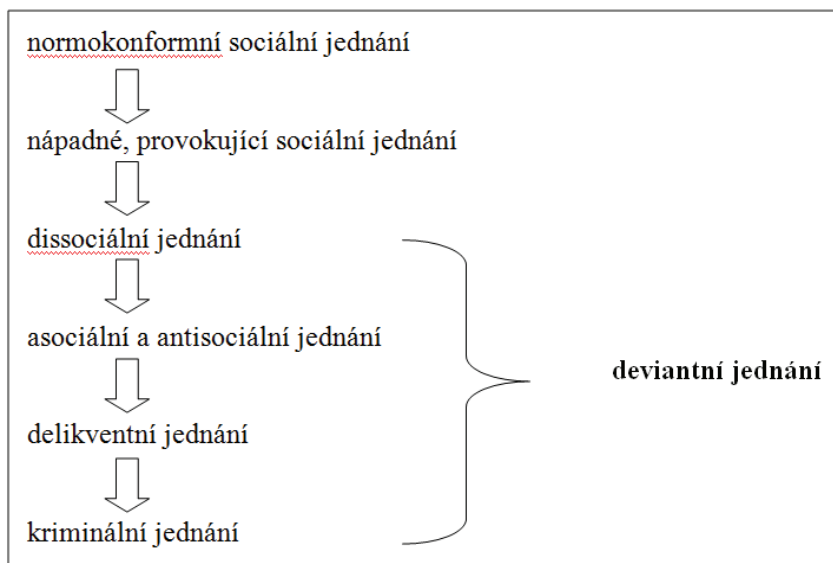 normokonformní sociální jednání
nápadné, provokující sociální jednání
dissociální jednání
asociální a antisociální jednání
deviantní jednání
delikventní jednání
kriminální jednání